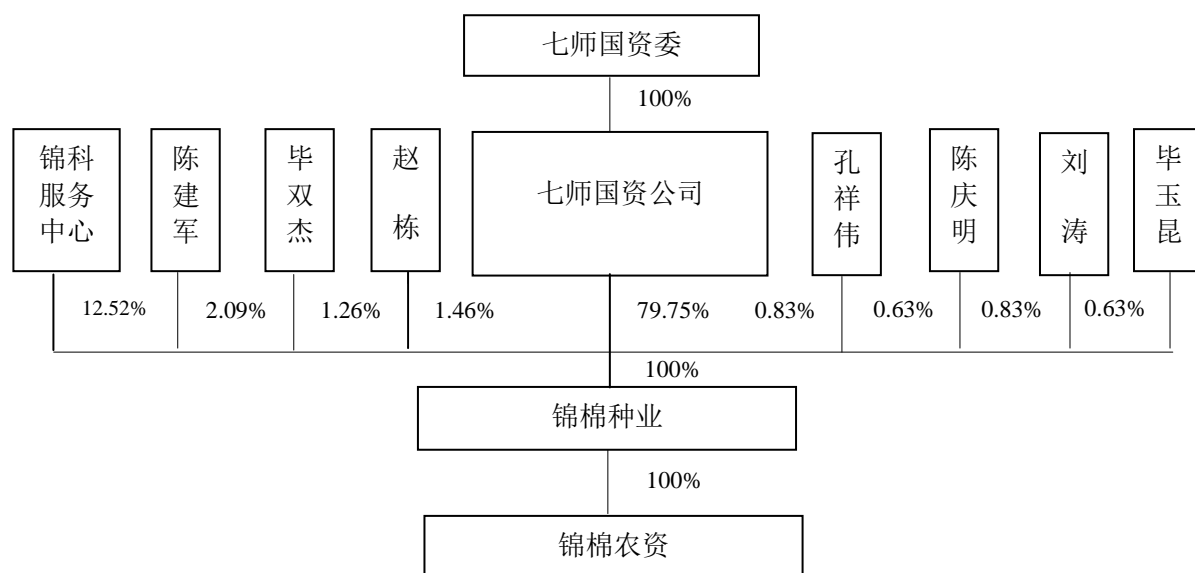 七师国资委
100%
锦科
服务
中心
陈
建
军
毕
双
杰
赵
栋
七师国资公司
孔
祥
伟
陈
庆
明
刘
涛
毕
玉
昆
12.52%
2.09%
1.26%
1.46%
79.75%
0.83%
0.63%
0.83%
0.63%
100%
锦棉种业
100%
锦棉农资